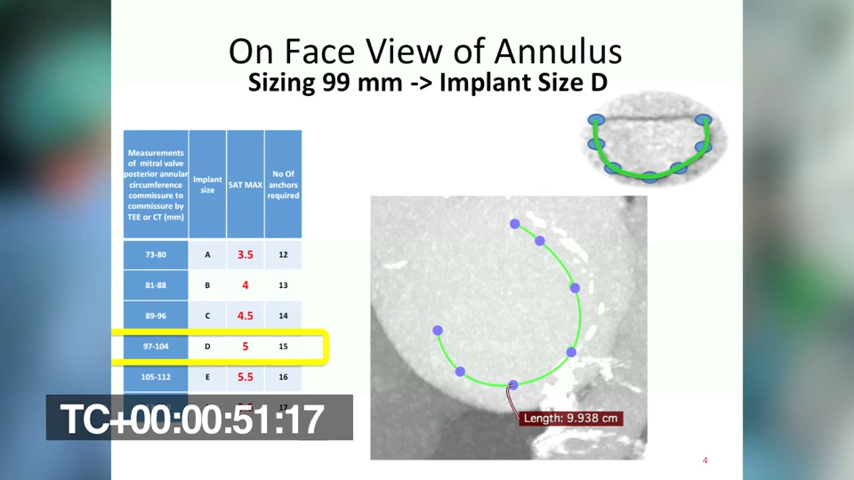 On Face View of Annulus
Sizing 99 mm -> Implant Size D
Measurements
of mitral valve
posterior annular
circumference
commissure to
commissure by
TEE or CT (mm)
Implant
size
SAT MAX
No Of
anchors
required
73-80 A 3.5 12
81-88 B 4 13
89-96 C 4.5 14
97-104 D 5 15
105-112 E 5.5 16
TC+00:00:51:17
Length: 9.938 cm
4